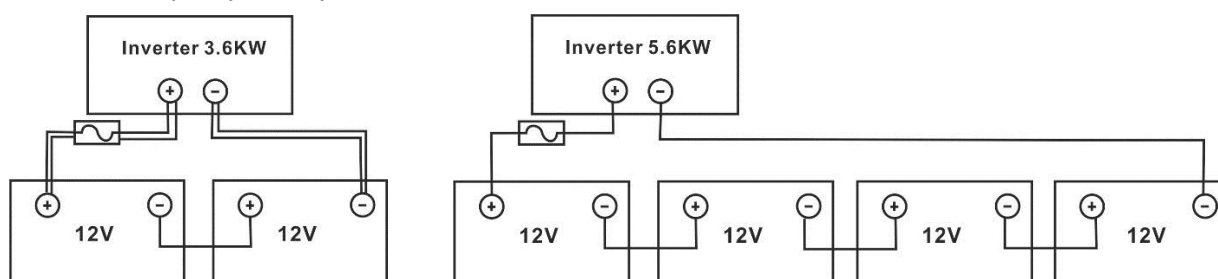 Inverter 3.6KW
+ −
+ − + −
12V 12V
Inverter 5.6KW
+ −
+ − + − + − + −
12V 12V 12V 12V